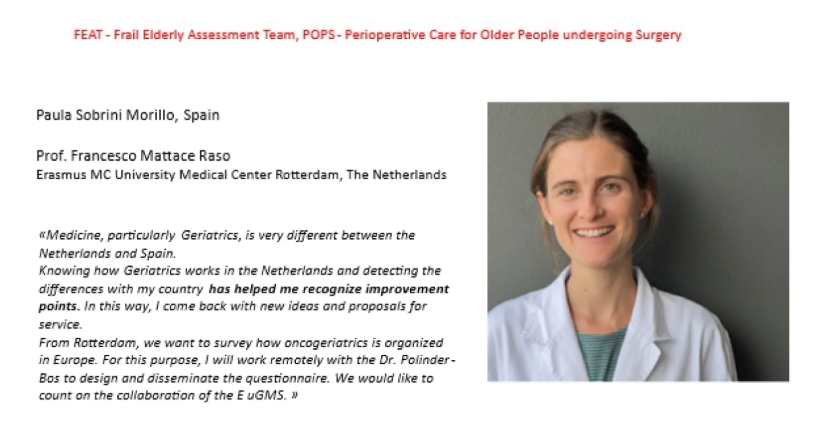 FEAT - Frail Elderly Assessment Team, POPS - Perioperative Care for Older People undergoing Surgery
Paula Sobrini Morillo, Spain
Prof. Francesco Mattace Raso
Erasmus MC University Medical Center Rotterdam, The Netherlands
«Medicine, particularly Geriatrics, is very different between the
Netherlands and Spain.
Knowing how Geriatrics works in the Netherlands and detecting the
differences with my country has helped me recognize improvement
points. In this way, I come back with new ideas and proposals for
service.
From Rotterdam, we want to survey how oncogeriatrics is organized
in Europe. For this purpose, I will work remotely with the Dr. Polinder-
Bos to design and disseminate the questionnaire. We would like to
count on the collaboration of the E uGMS. »